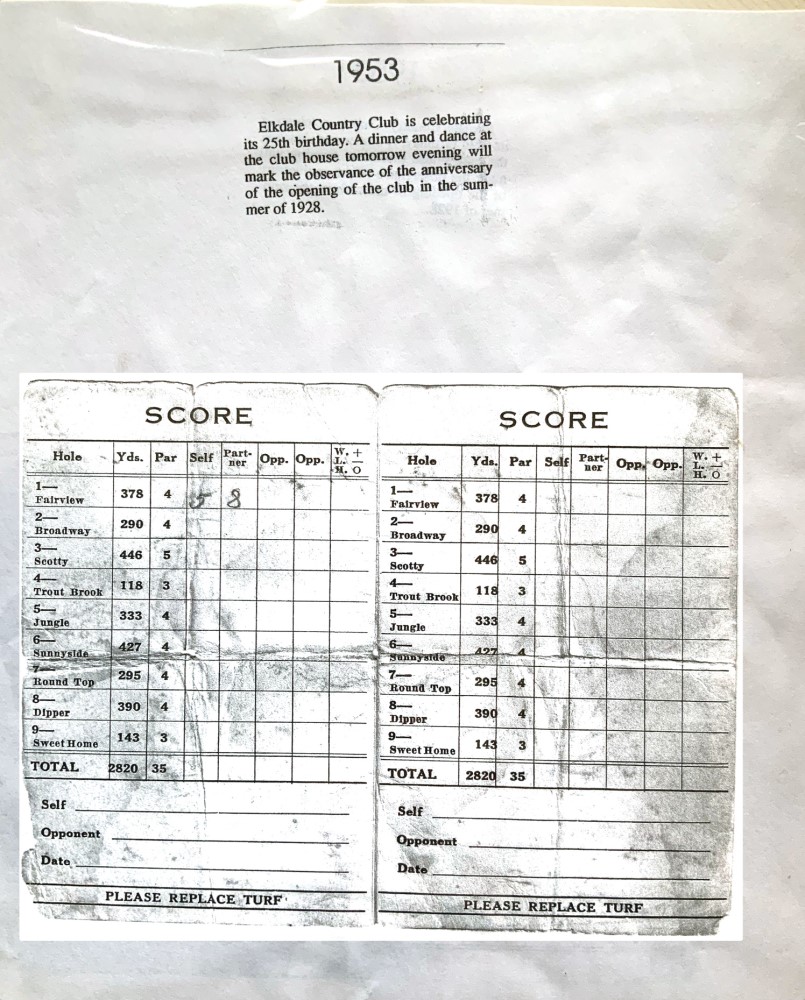 1953
Elkdale Country Club is celebrating
its 25th birthday. A dinner and dance at
the club house tomorrow evening will
mark the observance of the anniversary
of the opening of the club in the sum-
mer of 1928.
SCORE
Hole Yds. Par Self Part-ner Opp. Opp. W. + L. — H. O
1— Fairview 378 4 5 8
2— Broadway 290 4
3— Scotty 446 5
4— Trout Brook 118 3
5— Jungle 333 4
6— Sunnyside 427 4
7— Round Top 295 4
8— Dipper 390 4
9— Sweet Home 143 3
TOTAL 2820 35
Self
Opponent
Date
PLEASE REPLACE TURF
SCORE
Hole Yds. Par Self Part-ner Opp. Opp. W. + L. — H. O
1— Fairview 378 4
2— Broadway 290 4
3— Scotty 446 5
4— Trout Brook 118 3
5— Jungle 333 4
6— Sunnyside 427 4
7— Round Top 295 4
8— Dipper 390 4
9— Sweet Home 143 3
TOTAL 2820 35
Self
Opponent
Date
PLEASE REPLACE TURF